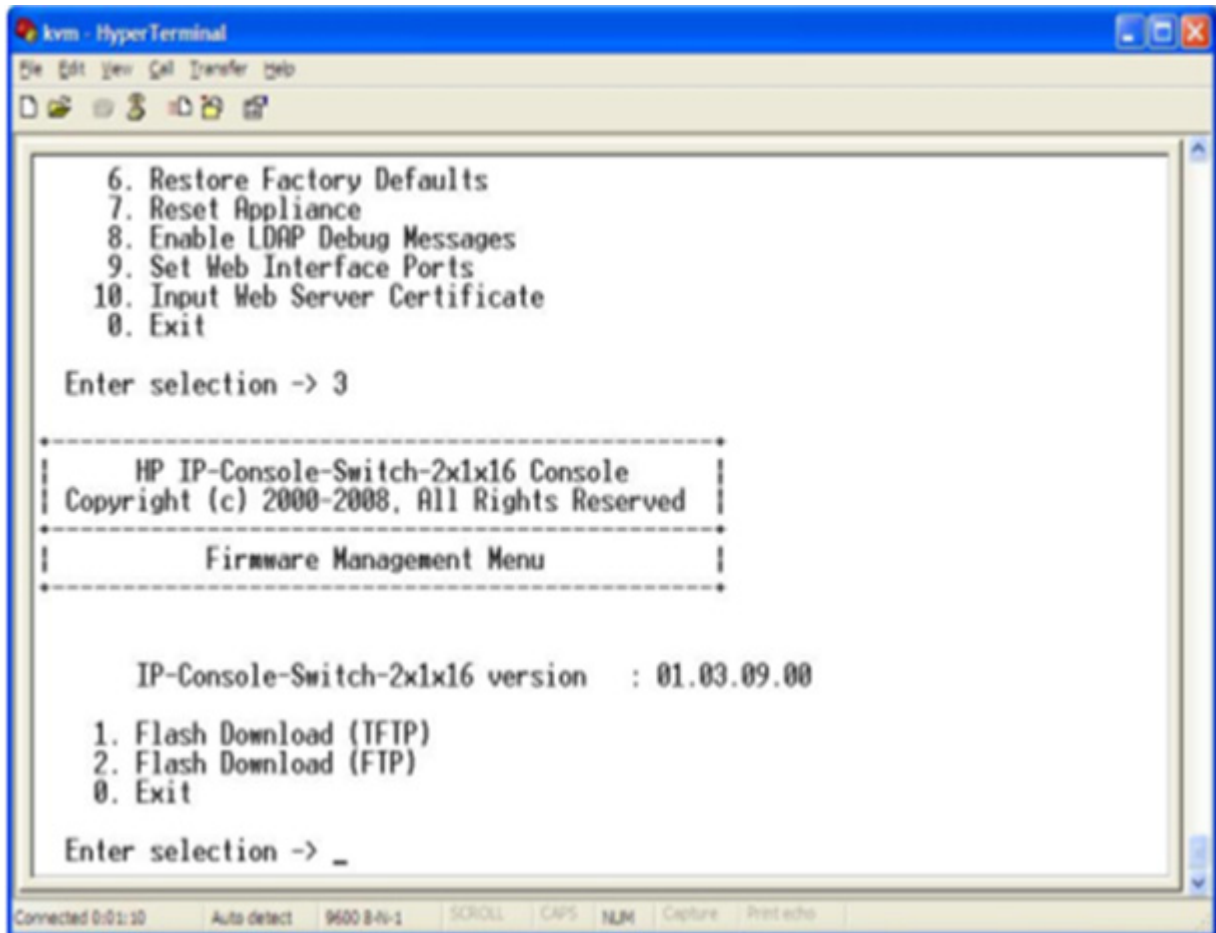 kvm - HyperTerminal
File Edit View Call Transfer Help
6. Restore Factory Defaults
7. Reset Appliance
8. Enable LDAP Debug Messages
9. Set Web Interface Ports
10. Input Web Server Certificate
0. Exit
Enter selection -> 3
HP IP-Console-Switch-2x1x16 Console
Copyright (c) 2000-2008, All Rights Reserved
Firmware Management Menu
IP-Console-Switch-2x1x16 version : 01.03.09.00
1. Flash Download (TFTP)
2. Flash Download (FTP)
0. Exit
Enter selection -> _
Connected 0:01:10 Auto detect 9600 8-N-1 SCROLL CAPS NUM Capture Print echo